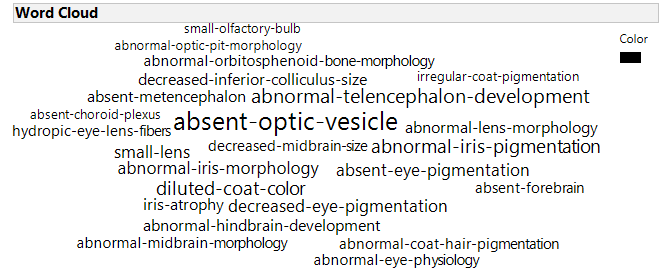 Word Cloud
small-olfactory-bulb
Color
abnormal-optic-pit-morphology
abnormal-orbitosphenoid-bone-morphology
decreased-inferior-colliculus-size irregular-coat-pigmentation
absent-metencephalon abnormal-telencephalon-development
absent-choroid-plexus
absent-optic-vesicle
hydropic-eye-lens-fibers abnormal-lens-morphology
small-lens decreased-midbrain-size abnormal-iris-pigmentation
abnormal-iris-morphology absent-eye-pigmentation
diluted-coat-color absent-forebrain
iris-atrophy decreased-eye-pigmentation
abnormal-hindbrain-development
abnormal-midbrain-morphology abnormal-coat-hair-pigmentation
abnormal-eye-physiology